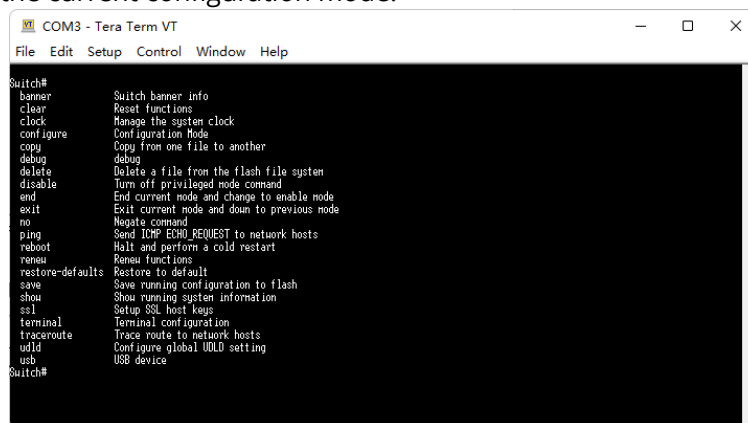 the current configuration mode.
COM3 - Tera Term VT
File Edit Setup Control Window Help
Switch#
banner Switch banner info
clear Reset functions
clock Manage the system clock
configure Configuration Mode
copy Copy from one file to another
debug debug
delete Delete a file from the flash file system
disable Turn off privileged mode command
end End current mode and change to enable mode
exit Exit current mode and down to previous mode
no Negate command
ping Send ICMP ECHO_REQUEST to network hosts
reboot Halt and perform a cold restart
renew Renew functions
restore-defaults Restore to default
save Save running configuration to flash
show Show running system information
ssl Setup SSL host keys
terminal Terminal configuration
traceroute Trace route to network hosts
udld Configure global UDLD setting
usb USB device
Switch#